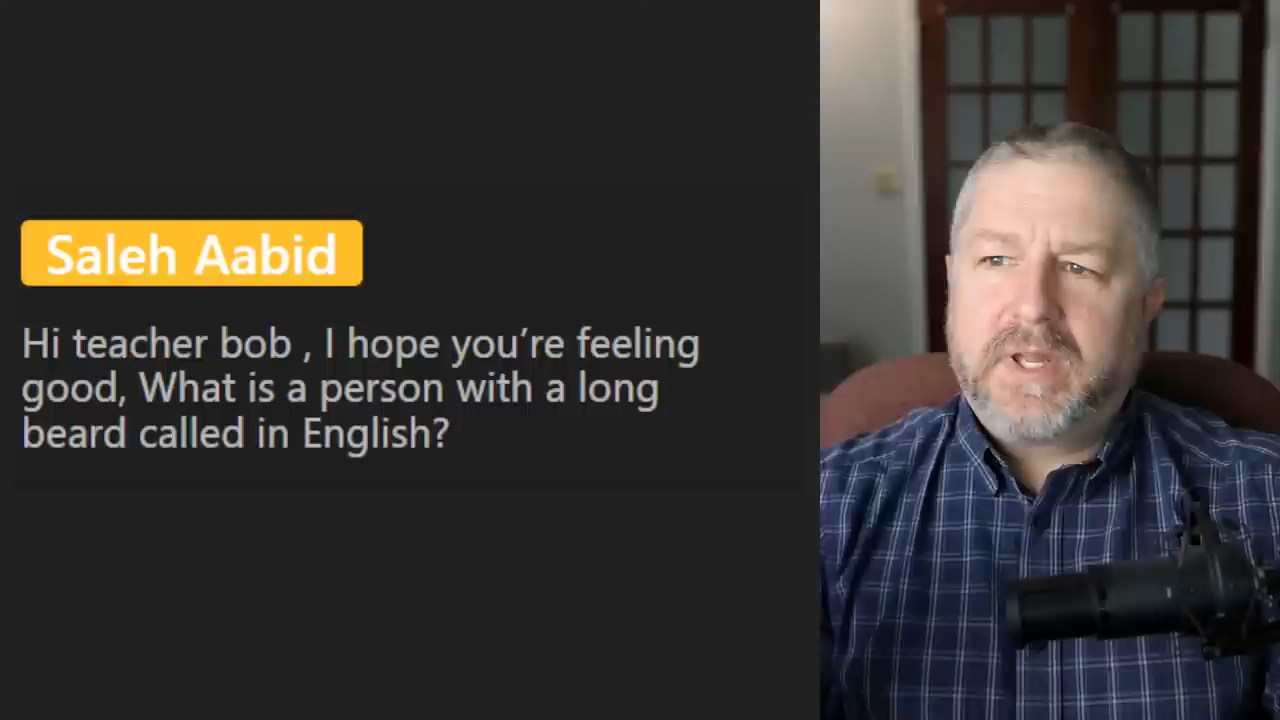 Saleh Aabid
Hi teacher bob , I hope you’re feeling
good, What is a person with a long
beard called in English?